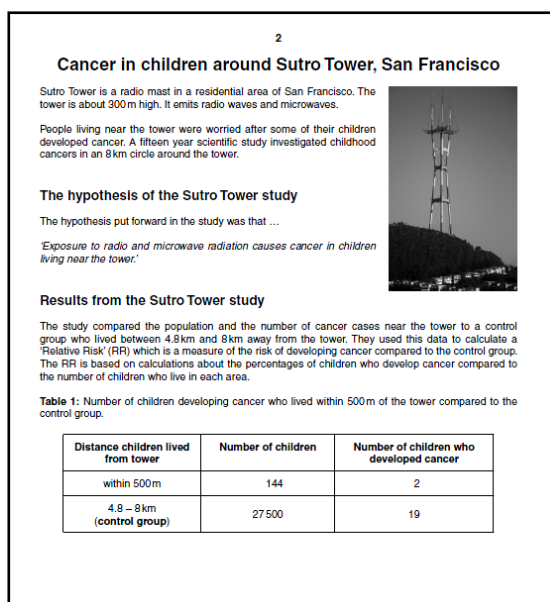 2
Cancer in children around Sutro Tower, San Francisco
Sutro Tower is a radio mast in a residential area of San Francisco. The
tower is about 300 m high. It emits radio waves and microwaves.
People living near the tower were worried after some of their children
developed cancer. A fifteen year scientific study investigated childhood
cancers in an 8 km circle around the tower.
The hypothesis of the Sutro Tower study
The hypothesis put forward in the study was that …
‘Exposure to radio and microwave radiation causes cancer in children
living near the tower.’
Results from the Sutro Tower study
The study compared the population and the number of cancer cases near the tower to a control
group who lived between 4.8 km and 8 km away from the tower. They used this data to calculate a
‘Relative Risk’ (RR) which is a measure of the risk of developing cancer compared to the control group.
The RR is based on calculations about the percentages of children who develop cancer compared to
the number of children who live in each area.
Table 1: Number of children developing cancer who lived within 500 m of the tower compared to the
control group.
Distance children lived
from tower
Number of children
Number of children who
developed cancer
within 500 m
144
2
4.8 – 8 km
(control group)
27 500
19